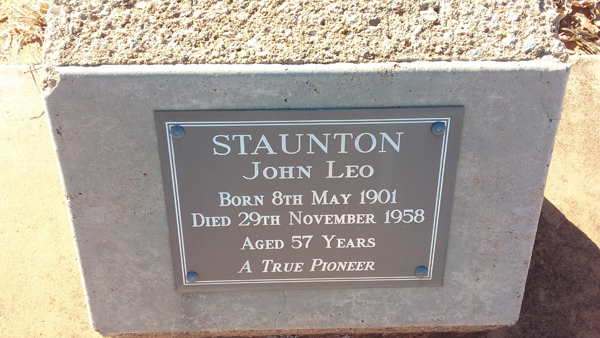 STAUNTON
JOHN LEO
BORN 8TH MAY 1901
DIED 29TH NOVEMBER 1958
AGED 57 YEARS
A TRUE PIONEER